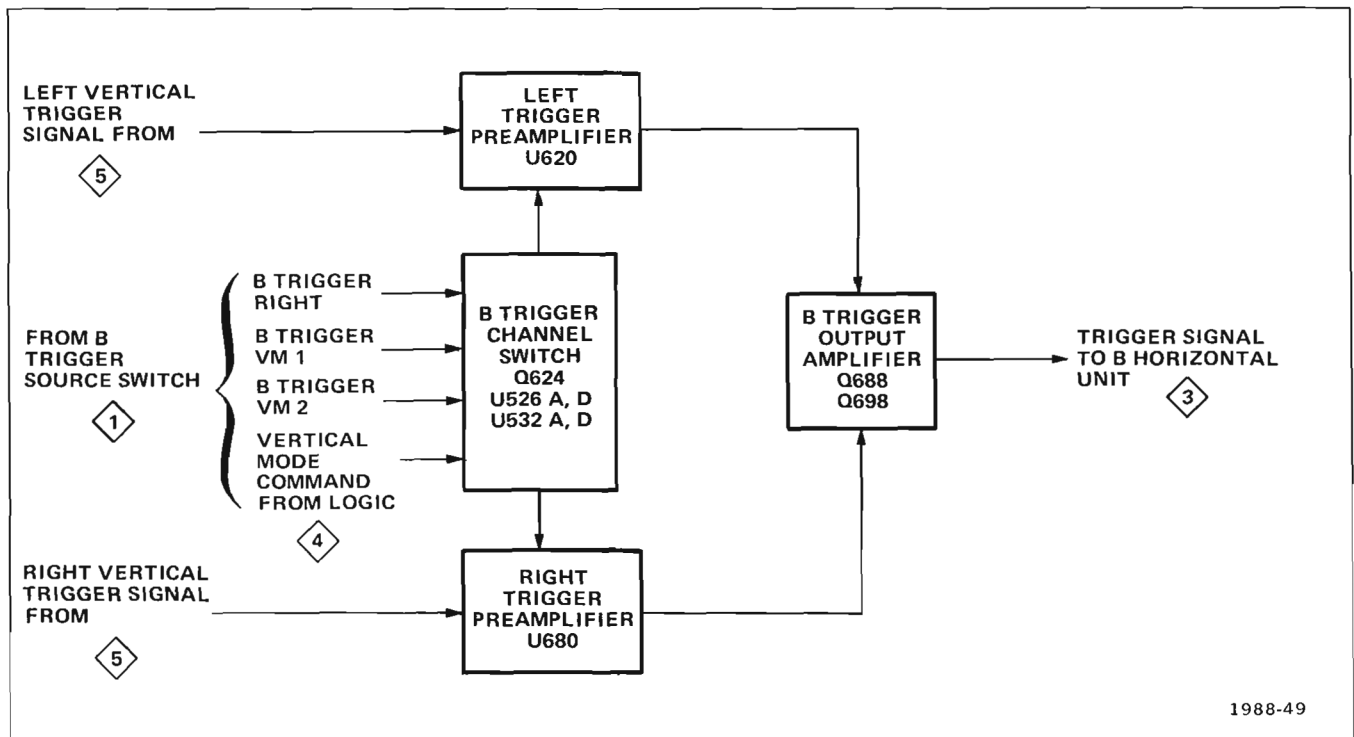 LEFT VERTICAL
TRIGGER
SIGNAL FROM
5
LEFT
TRIGGER
PREAMPLIFIER
U620
FROM B
TRIGGER
SOURCE SWITCH
1
B TRIGGER
RIGHT
B TRIGGER
VM 1
B TRIGGER
VM 2
VERTICAL
MODE
COMMAND
FROM LOGIC
4
B TRIGGER
CHANNEL
SWITCH
Q624
U526 A, D
U532 A, D
B TRIGGER
OUTPUT
AMPLIFIER
Q688
Q698
TRIGGER SIGNAL
TO B HORIZONTAL
UNIT
3
RIGHT VERTICAL
TRIGGER SIGNAL
FROM
5
RIGHT
TRIGGER
PREAMPLIFIER
U680
1988-49